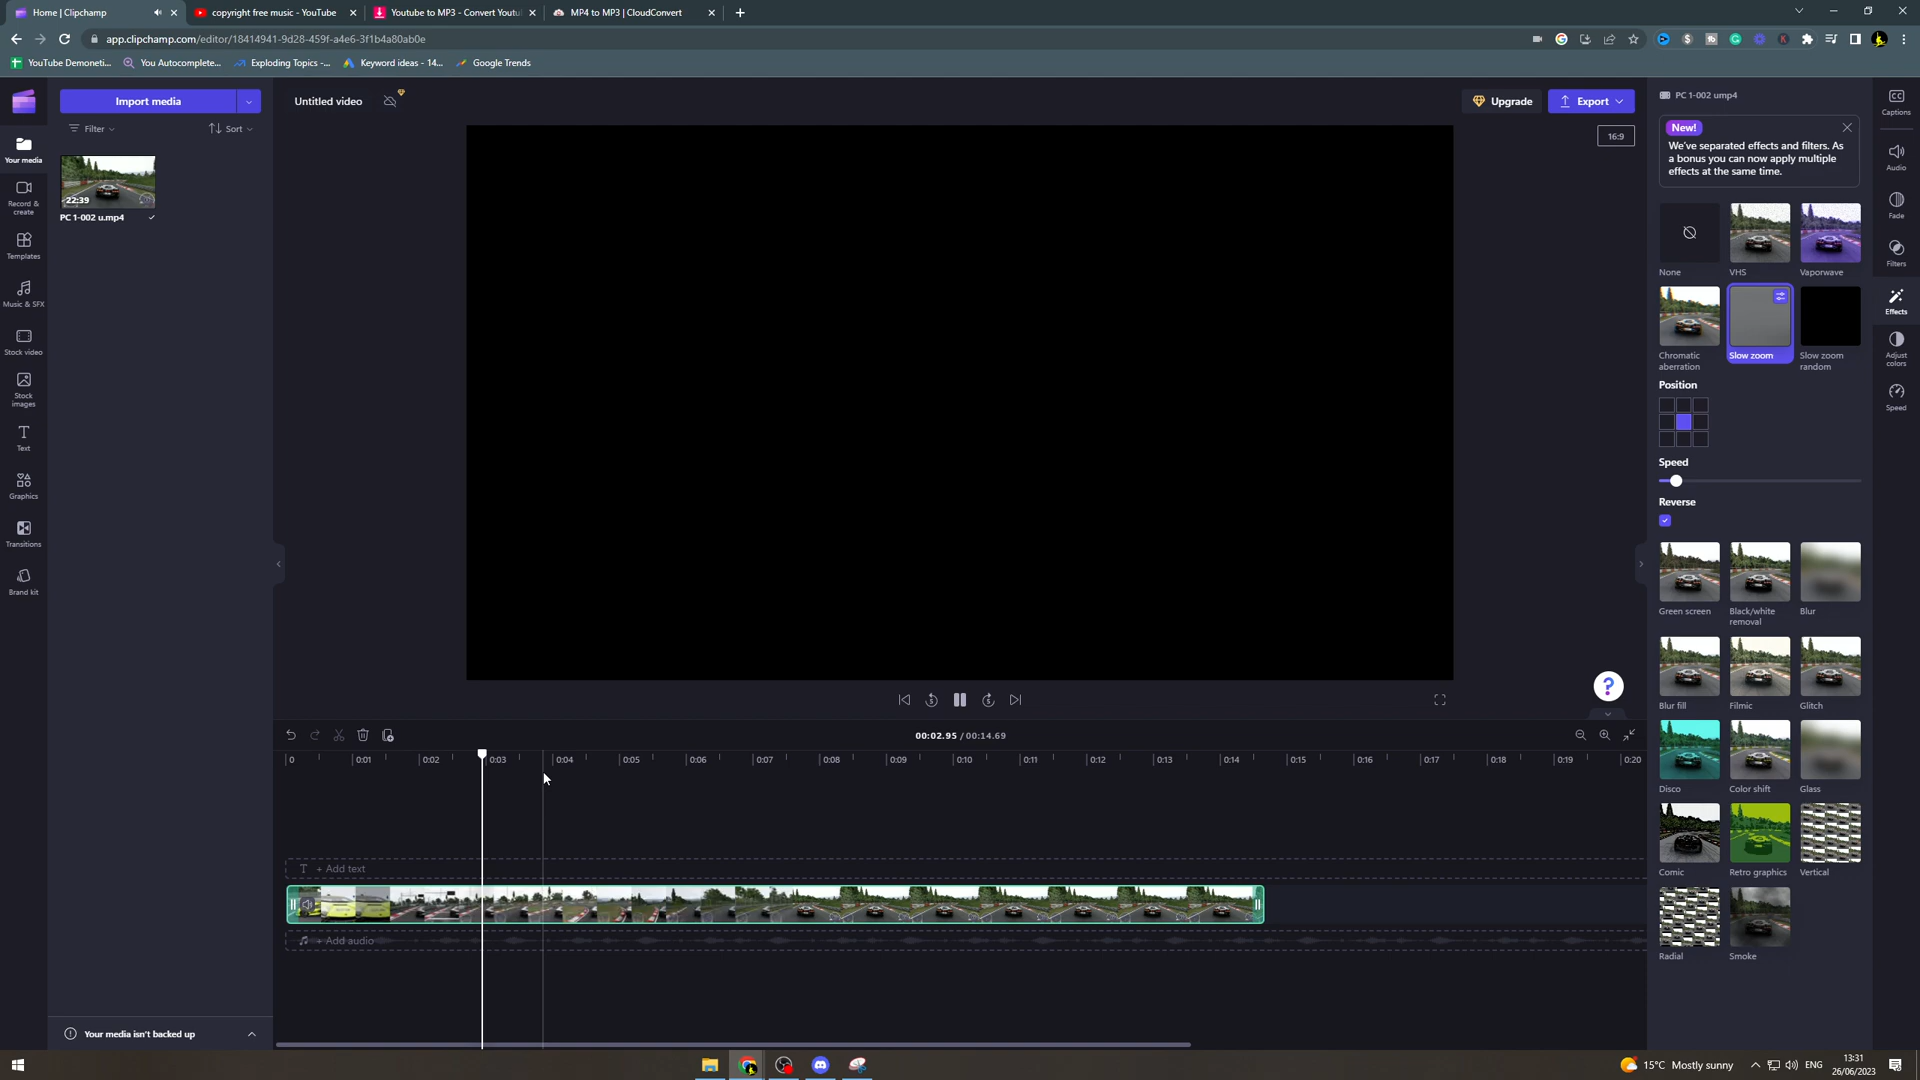 Home | Clipchamp
copyright free music - YouTube
Youtube to MP3 - Convert Youtu
MP4 to MP3 | CloudConvert
app.clipchamp.com/editor/18414941-9d28-459f-a4e6-3f1b4a80ab0e
YouTube Demoneti...
You Autocomplete...
Exploding Topics -...
Keyword ideas - 14...
Google Trends
Import media
Untitled video
Upgrade
Export
PC 1-002 ump4
Captions
Filter
Sort
16:9
New!
We've separated effects and filters. As
a bonus you can now apply multiple
effects at the same time.
Your media
Record &
create
Templates
Music & SFX
Stock video
Stock
images
Text
Graphics
Transitions
Brand kit
22:39
PC 1-002 u.mp4
Audio
Fade
Filters
Effects
Adjust
colors
Speed
None
VHS
Vaporwave
Chromatic
aberration
Slow zoom
Slow zoom
random
Position
Speed
Reverse
Green screen
Black/white
removal
Blur
Blur fill
Filmic
Glitch
Disco
Color shift
Glass
Comic
Retro graphics
Vertical
Radial
Smoke
5
5
?
00:02.95 / 00:14.69
0 0:01 0:02 0:03 0:04 0:05 0:06 0:07 0:08 0:09 0:10 0:11 0:12 0:13 0:14 0:15 0:16 0:17 0:18 0:19 0:20
T + Add text
+ Add audio
Your media isn't backed up
15°C Mostly sunny
ENG
13:31
26/06/2023